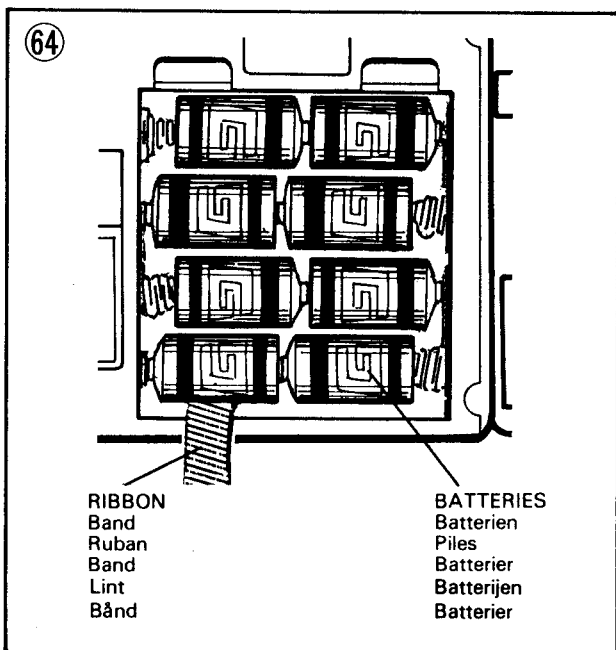 64
RIBBON
Band
Ruban
Band
Lint
Bånd
BATTERIES
Batterien
Piles
Batterier
Batterijen
Batterier